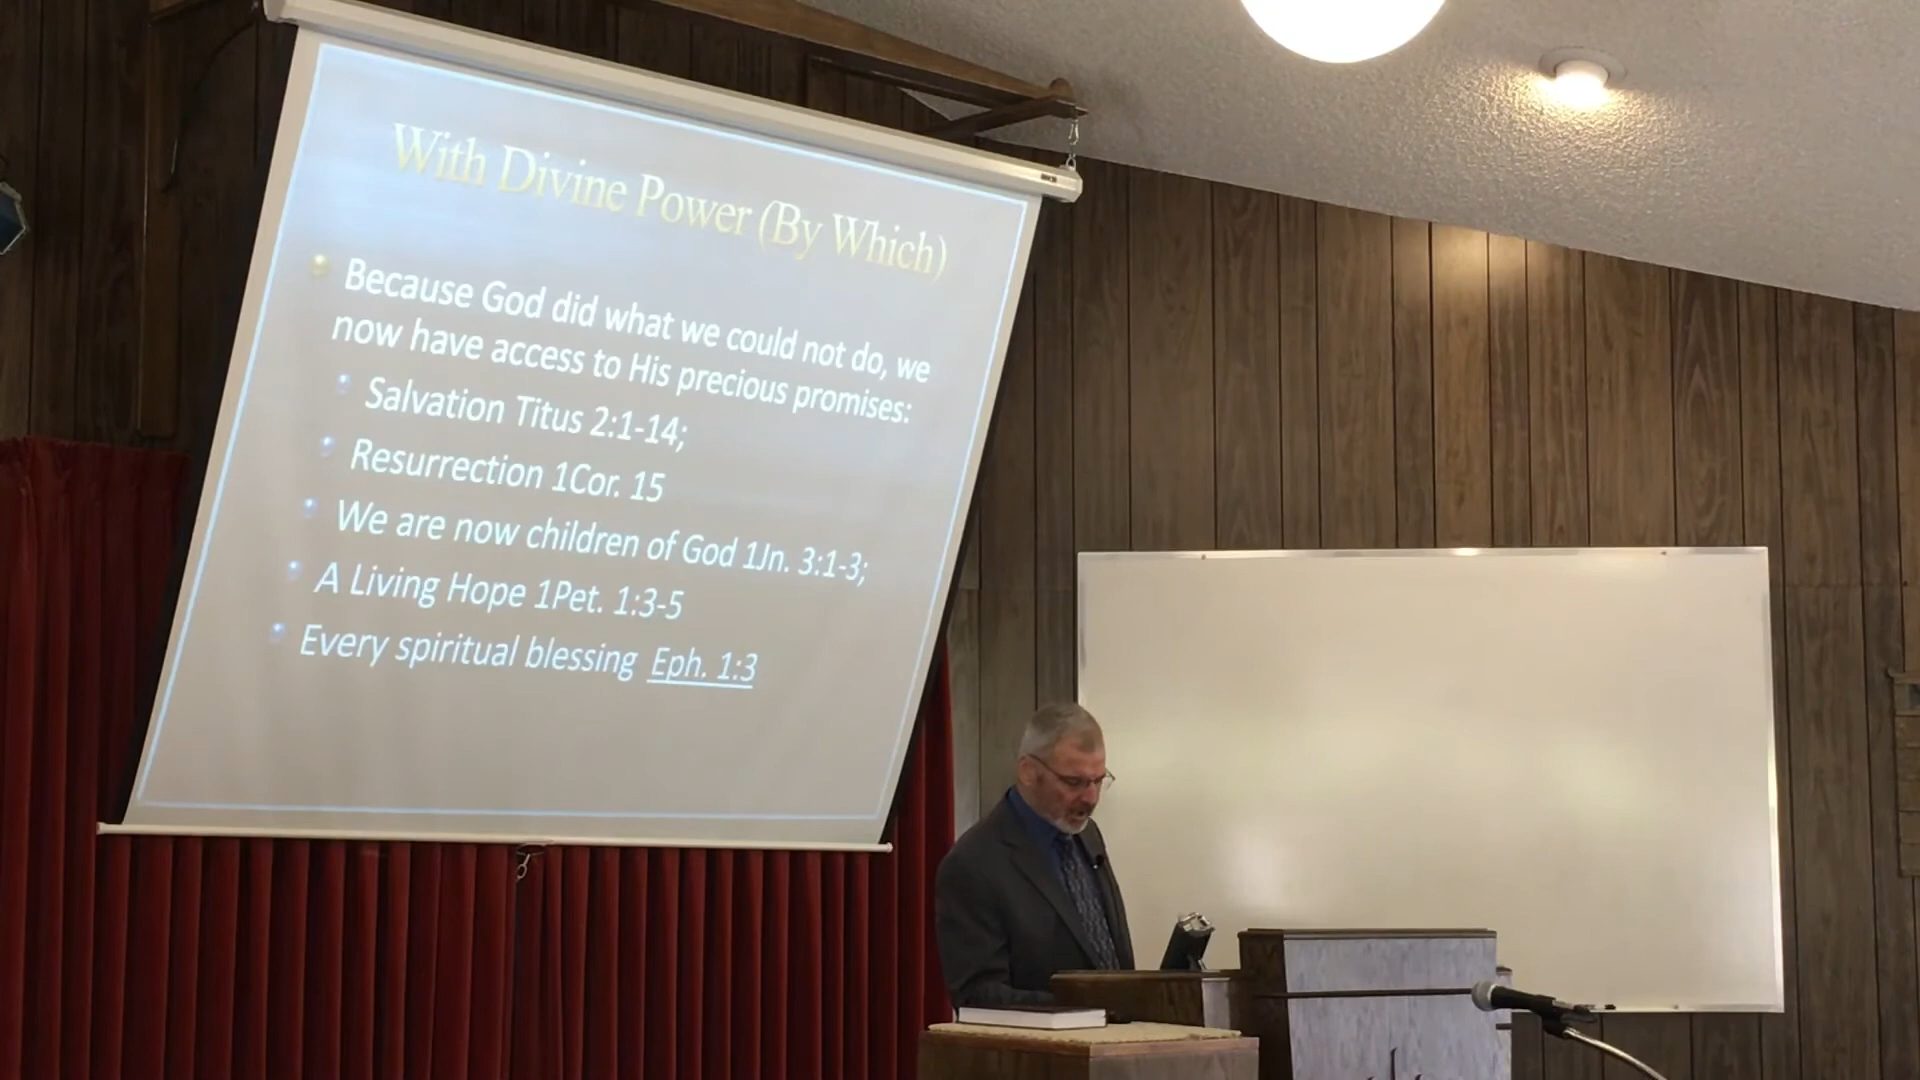 With Divine Power (By Which)
Because God did what we could not do, we
now have access to His precious promises:
Salvation Titus 2:1-14;
Resurrection 1Cor. 15
We are now children of God 1Jn. 3:1-3;
A Living Hope 1Pet. 1:3-5
Every spiritual blessing Eph. 1:3